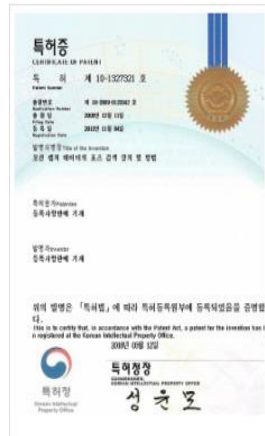 특허증
CERTIFICATE OF PATENT
특 허 제 10-1327321 호
Patent Number
출원번호
Application Number
출 원 일
Filing Date
등 록 일
Registration Date
발명의명칭 Title of the Invention
특허권자 Patentee
등록사항란에 기재
발명자 Inventor
등록사항란에 기재
위의 발명은 「특허법」에 따라 특허등록원부에 등록되었음을 증명합
다.
This is to certify that, in accordance with the Patent Act, a patent for the invention has
registered at the Korean Intellectual Property Office.
특허청
Korean Intellectual
Property Office
특허청장
COMMISSIONER,
KOREAN INTELLECTUAL PROPERTY OFFICE
성윤모